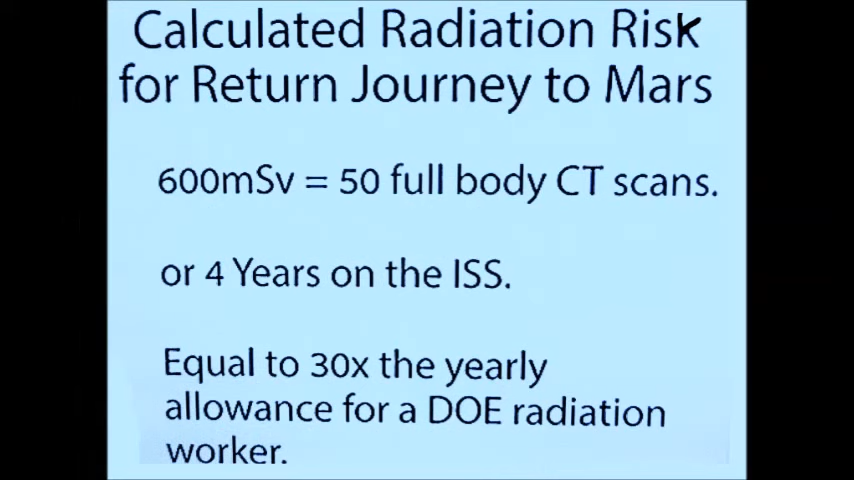 Calculated Radiation Risk
for Return Journey to Mars
600mSv = 50 full body CT scans.
or 4 Years on the ISS.
Equal to 30x the yearly
allowance for a DOE radiation
worker.